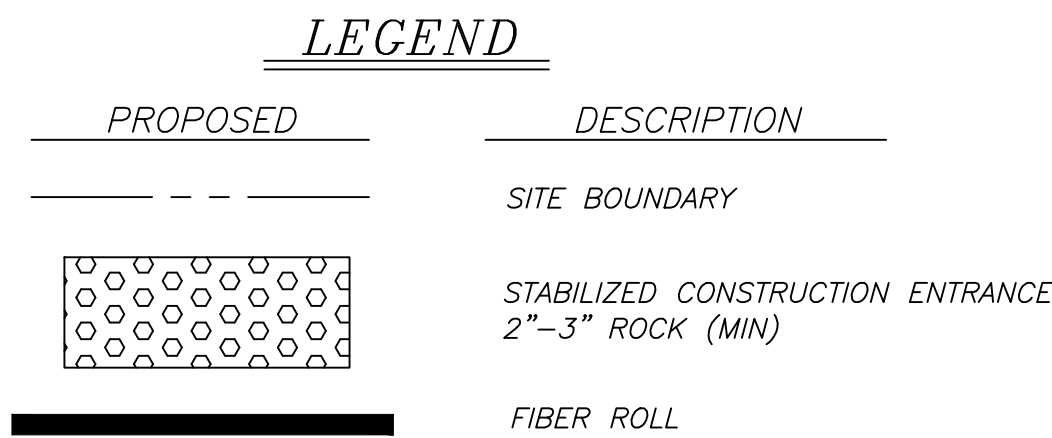 LEGEND
PROPOSED DESCRIPTION
SITE BOUNDARY
STABILIZED CONSTRUCTION ENTRANCE
2”–3” ROCK (MIN)
FIBER ROLL